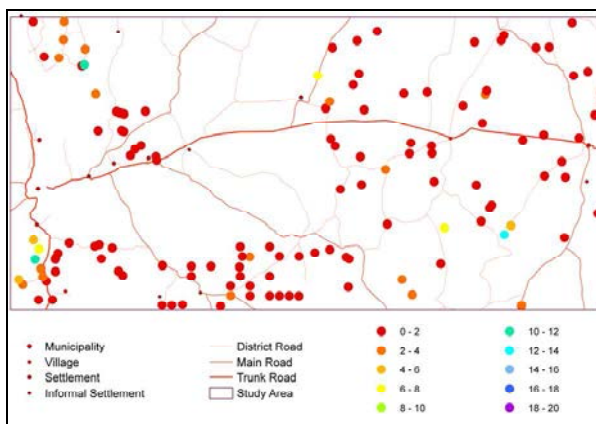 Municipality
Village
Settlement
Informal Settlement
District Road
Main Road
Trunk Road
Study Area
0 - 2
2 - 4
4 - 6
6 - 8
8 - 10
10 - 12
12 - 14
14 - 16
16 - 18
18 - 20